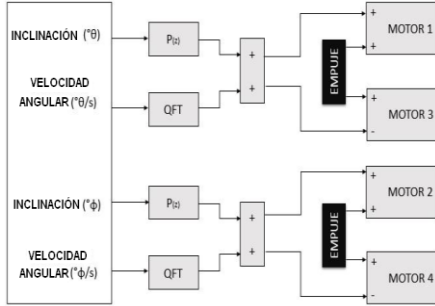 INCLINACIÓN (°θ)
P(z)
+
+
MOTOR 1
+
+
EMPUJE
VELOCIDAD
ANGULAR (°θ/s)
QFT
+
-
MOTOR 3
INCLINACIÓN (°ϕ)
P(z)
+
+
MOTOR 2
+
+
EMPUJE
VELOCIDAD
ANGULAR (°ϕ/s)
QFT
+
-
MOTOR 4